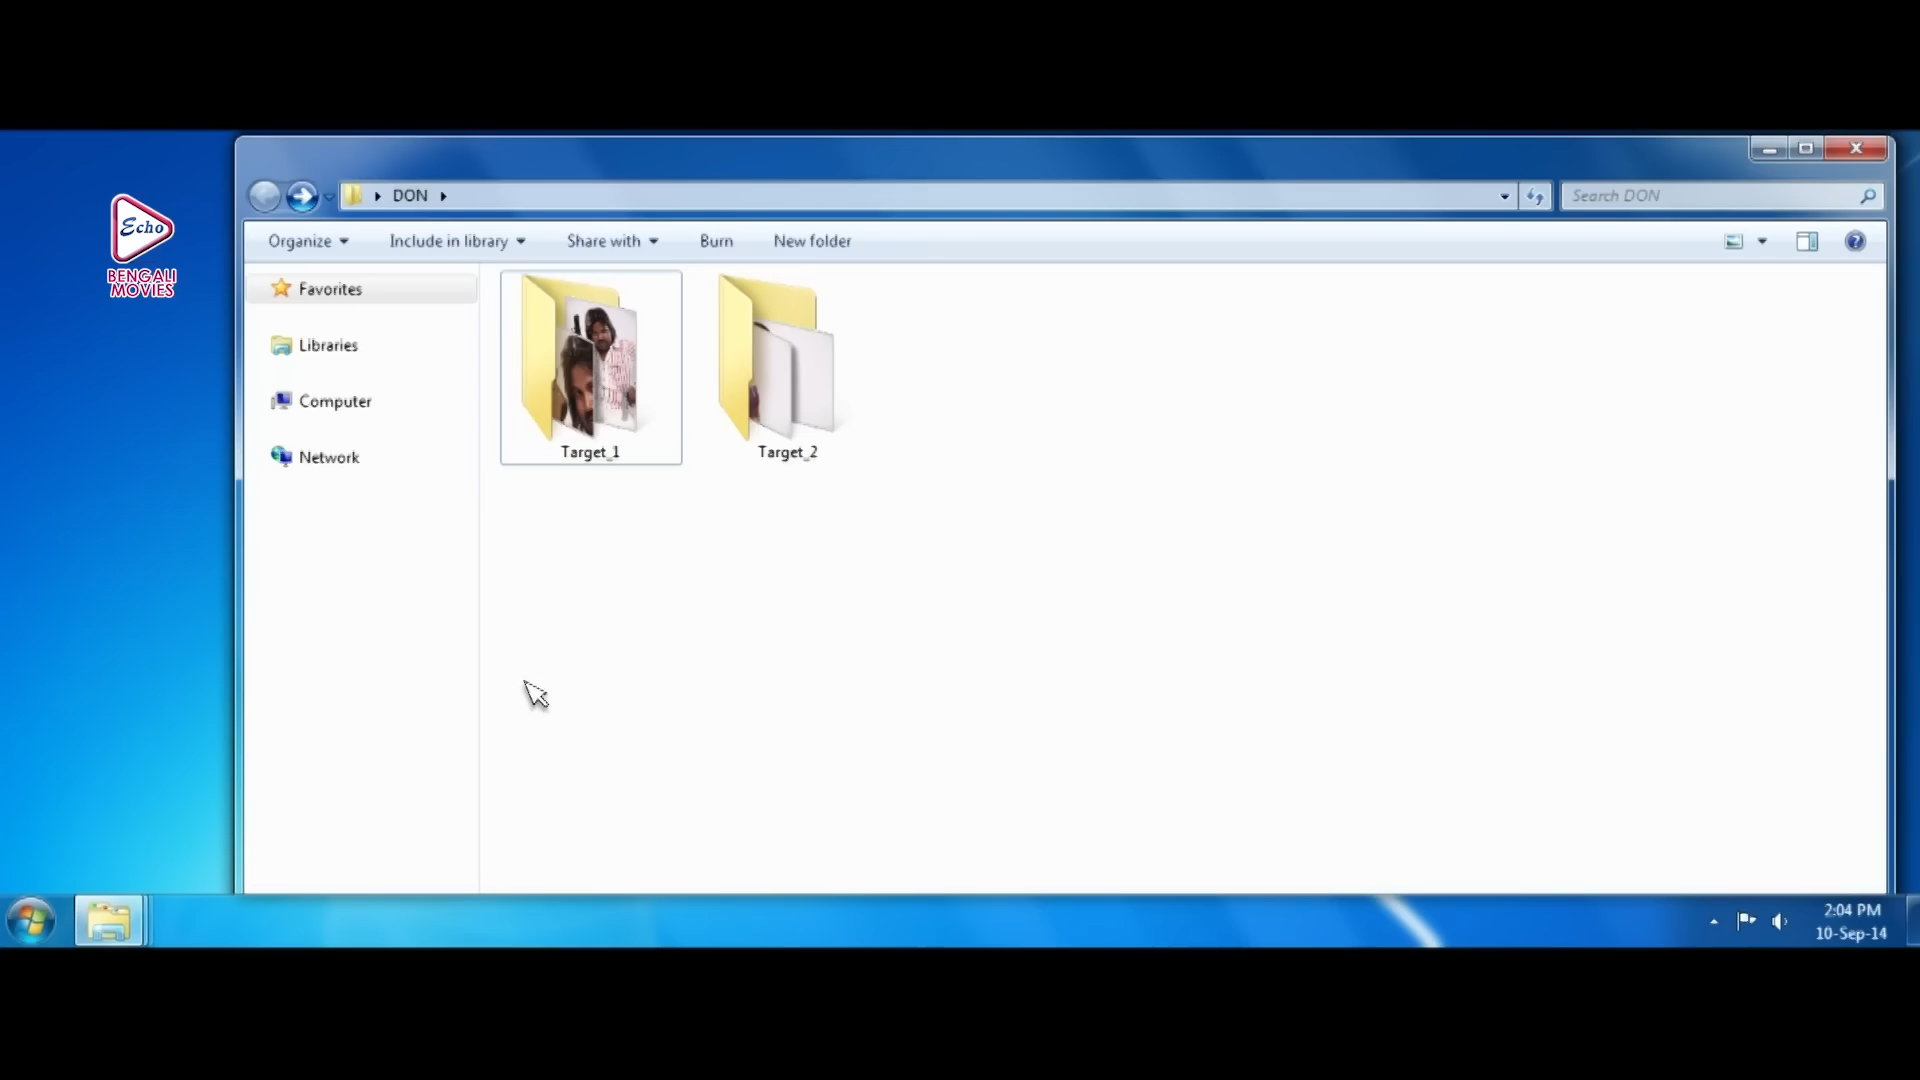 Echo
BENGALI
MOVIES
DON
Search DON
Organize
Include in library
Share with
Burn
New folder
Favorites
Libraries
Computer
Network
Target_1
Target_2
2:04 PM
10-Sep-14